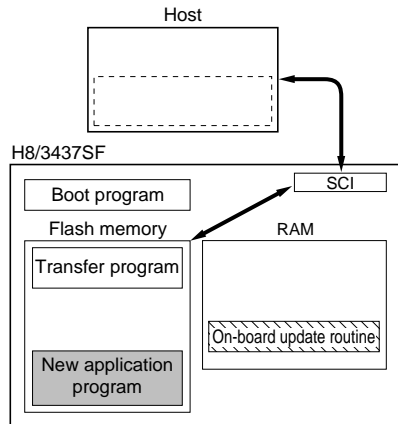 Host
H8/3437SF
SCI
Boot program
Flash memory
RAM
Transfer program
On-board update routine
New application
program